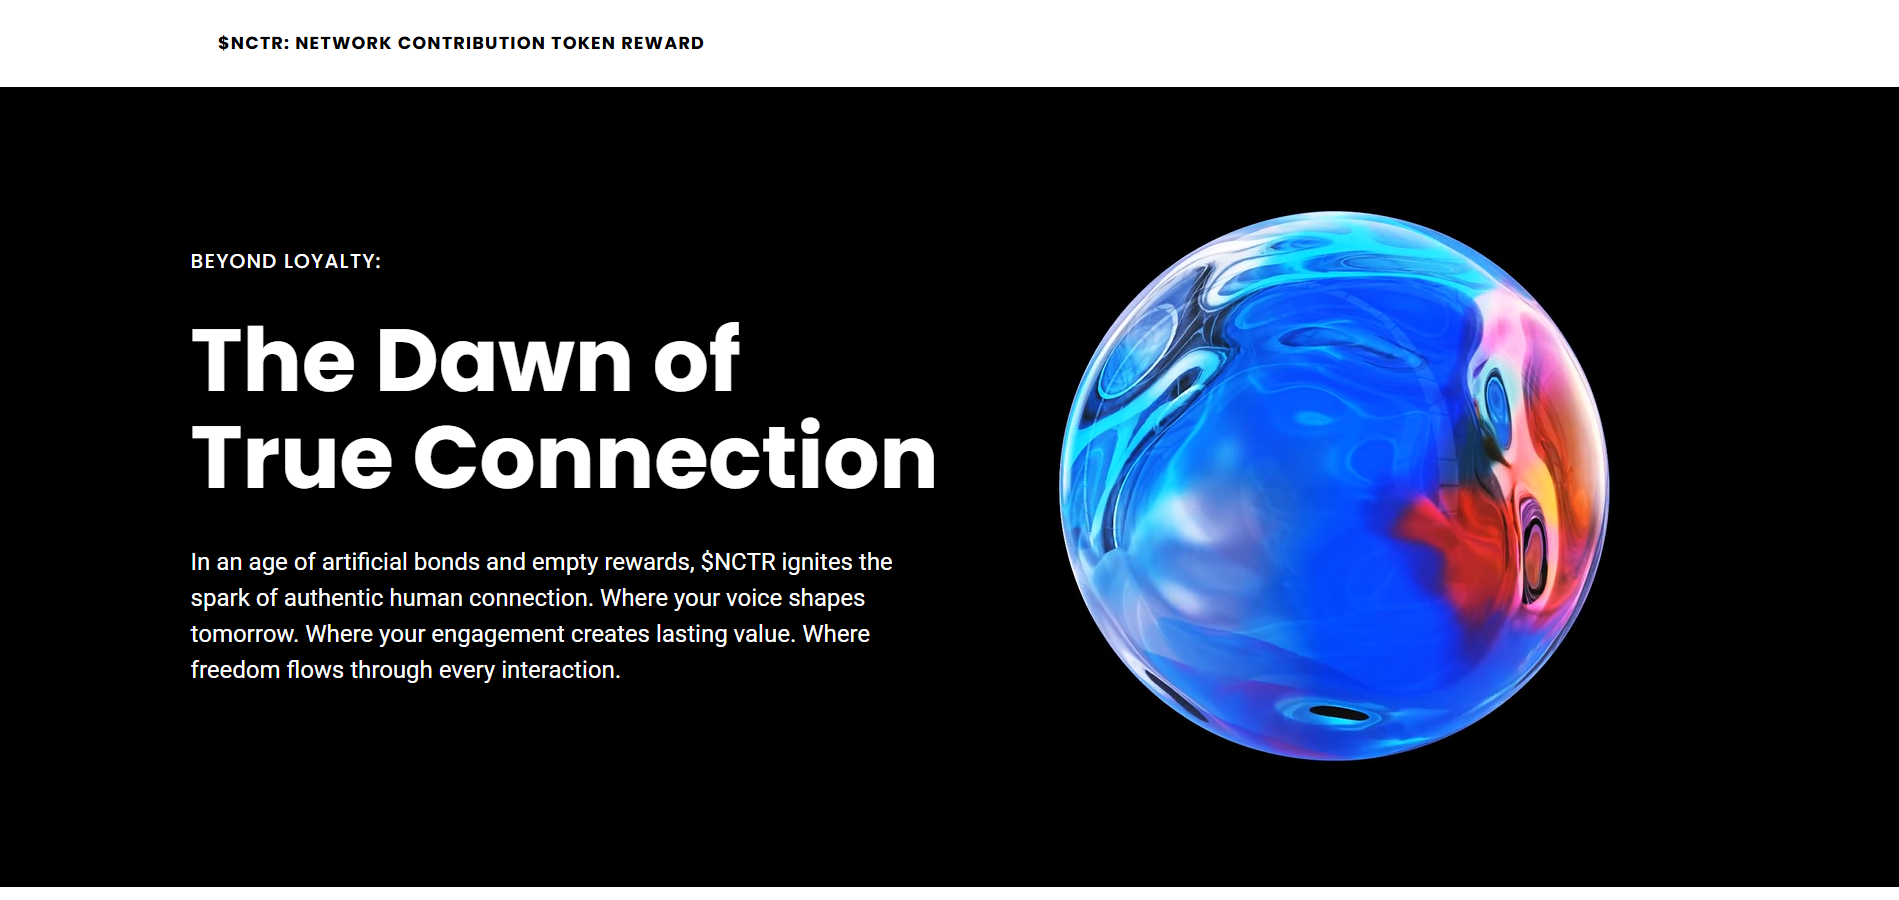 $NCTR: NETWORK CONTRIBUTION TOKEN REWARD
BEYOND LOYALTY:
The Dawn of
True Connection
In an age of artificial bonds and empty rewards, $NCTR ignites the
spark of authentic human connection. Where your voice shapes
tomorrow. Where your engagement creates lasting value. Where
freedom flows through every interaction.